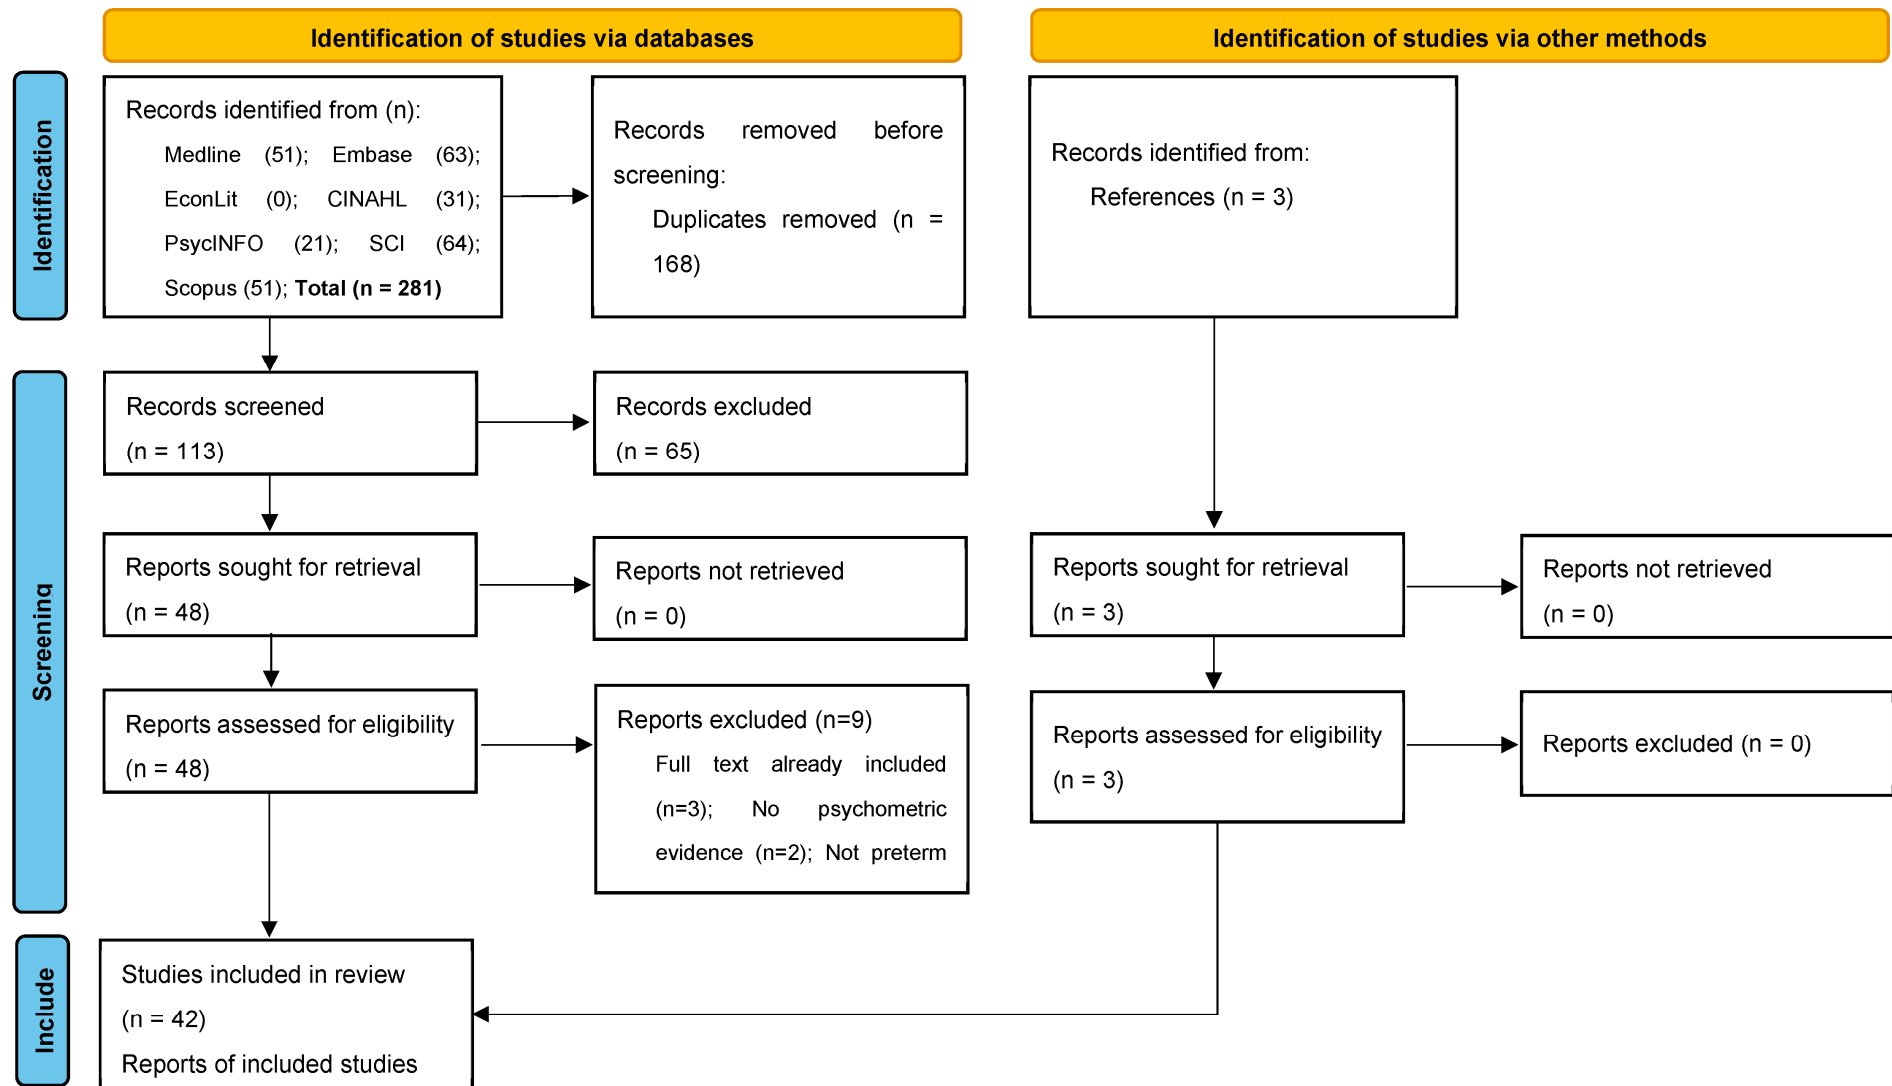 Identification of studies via databases
Identification of studies via other methods
Identification
Records identified from (n):
Medline (51); Embase (63);
EconLit (0); CINAHL (31);
PsycINFO (21); SCI (64);
Scopus (51); Total (n = 281)
Records removed before
screening:
Duplicates removed (n =
168)
Records identified from:
References (n = 3)
Screening
Records screened
(n = 113)
Records excluded
(n = 65)
Reports sought for retrieval
(n = 48)
Reports not retrieved
(n = 0)
Reports sought for retrieval
(n = 3)
Reports not retrieved
(n = 0)
Reports assessed for eligibility
(n = 48)
Reports excluded (n=9)
Full text already included
(n=3); No psychometric
evidence (n=2); Not preterm
Reports assessed for eligibility
(n = 3)
Reports excluded (n = 0)
Include
Studies included in review
(n = 42)
Reports of included studies